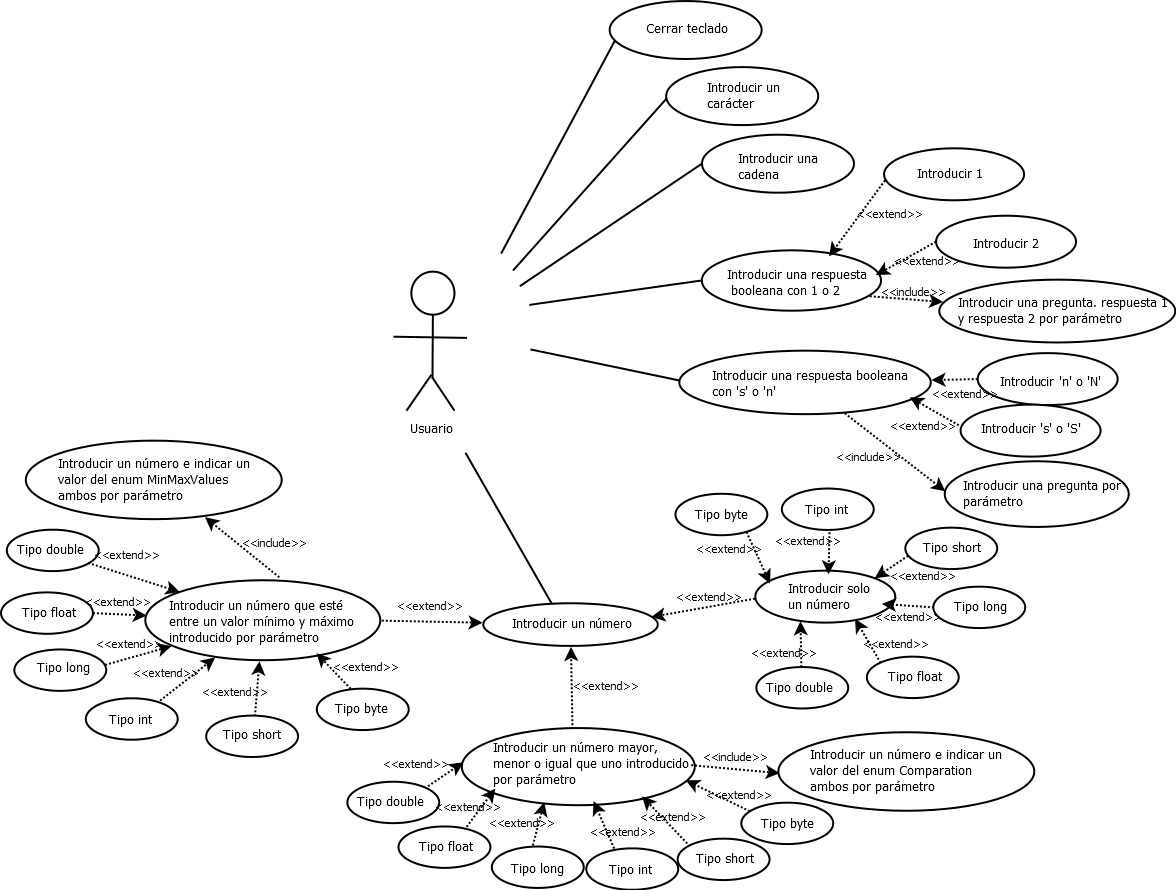 Cerrar teclado
Introducir un
carácter
Introducir una
cadena
Introducir 1
<<extend>>
Introducir 2
<<extend>>
Introducir una respuesta
booleana con 1 o 2
<<include>>
Introducir una pregunta. respuesta 1
y respuesta 2 por parámetro
Introducir una respuesta booleana
con 's' o 'n'
Introducir 'n' o 'N'
<<extend>>
Introducir 's' o 'S'
<<extend>>
<<include>>
Introducir una pregunta por
parámetro
Usuario
Introducir un número e indicar un
valor del enum MinMaxValues
ambos por parámetro
<<include>>
Tipo double
<<extend>>
Tipo float
<<extend>>
Tipo long
<<extend>>
Tipo int
<<extend>>
Tipo short
<<extend>>
Tipo byte
<<extend>>
Introducir un número que esté
entre un valor mínimo y máximo
introducido por parámetro
<<extend>>
Introducir un número
<<extend>>
Introducir solo
un número
Tipo byte
<<extend>>
Tipo int
<<extend>>
Tipo short
<<extend>>
Tipo long
<<extend>>
Tipo float
<<extend>>
Tipo double
<<extend>>
<<extend>>
Introducir un número mayor,
menor o igual que uno introducido
por parámetro
<<include>>
Introducir un número e indicar un
valor del enum Comparation
ambos por parámetro
<<extend>>
Tipo double
<<extend>>
Tipo float
<<extend>>
Tipo long
<<extend>>
Tipo int
<<extend>>
Tipo short
<<extend>>
Tipo byte